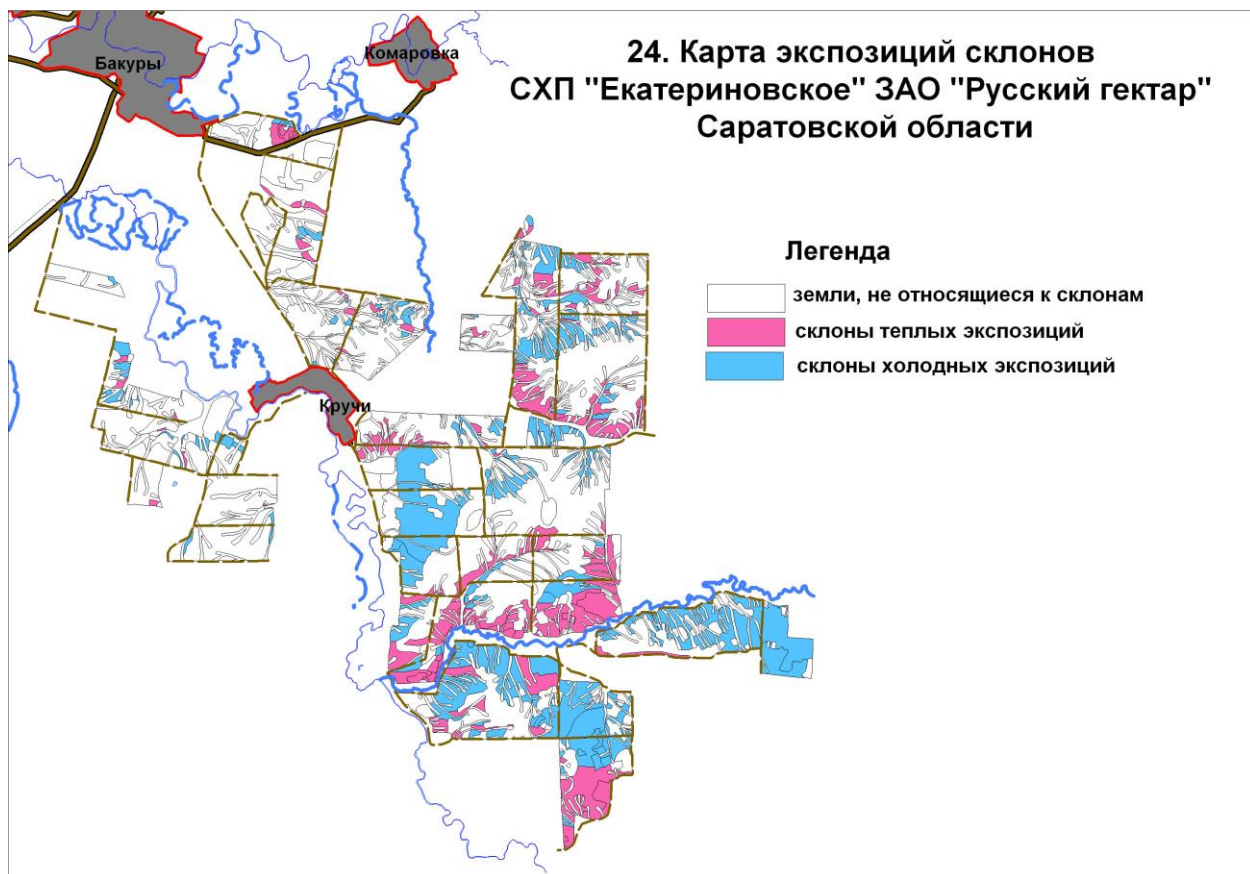 24. Карта экспозиций склонов
СХП "Екатериновское" ЗАО "Русский гектар"
Саратовской области
Бакуры
Комаровка
Кручи
Легенда
земли, не относящиеся к склонам
склоны теплых экспозиций
склоны холодных экспозиций